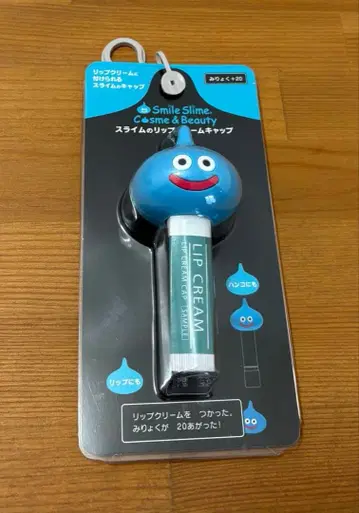 リップクリームに
付けられる
スライムのキャップ
みりょく+20
Smile Slime.
Cosme & Beauty
スライムのリップクリームキャップ
LIP CREAM
LIP CREAM CAP [SAMPLE]
ハンコにも
リップにも
リップクリームを つかった。
みりょくが 20あがった!